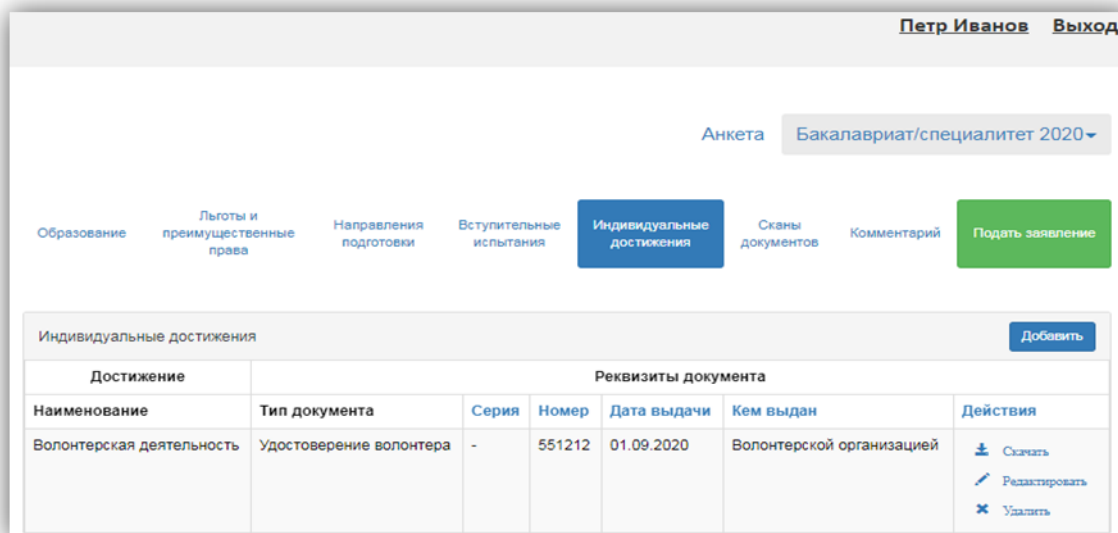 Петр Иванов Выход
Анкета Бакалавриат/специалитет 2020
Образование
Льготы и
преимущественные
права
Направления
подготовки
Вступительные
испытания
Индивидуальные
достижения
Сканы
документов
Комментарий
Подать заявление
Индивидуальные достижения Добавить
Достижение Реквизиты документа
Наименование Тип документа Серия Номер Дата выдачи Кем выдан Действия
Волонтерская деятельность Удостоверение волонтера - 551212 01.09.2020 Волонтерской организацией Скачать
Редактировать
Удалить